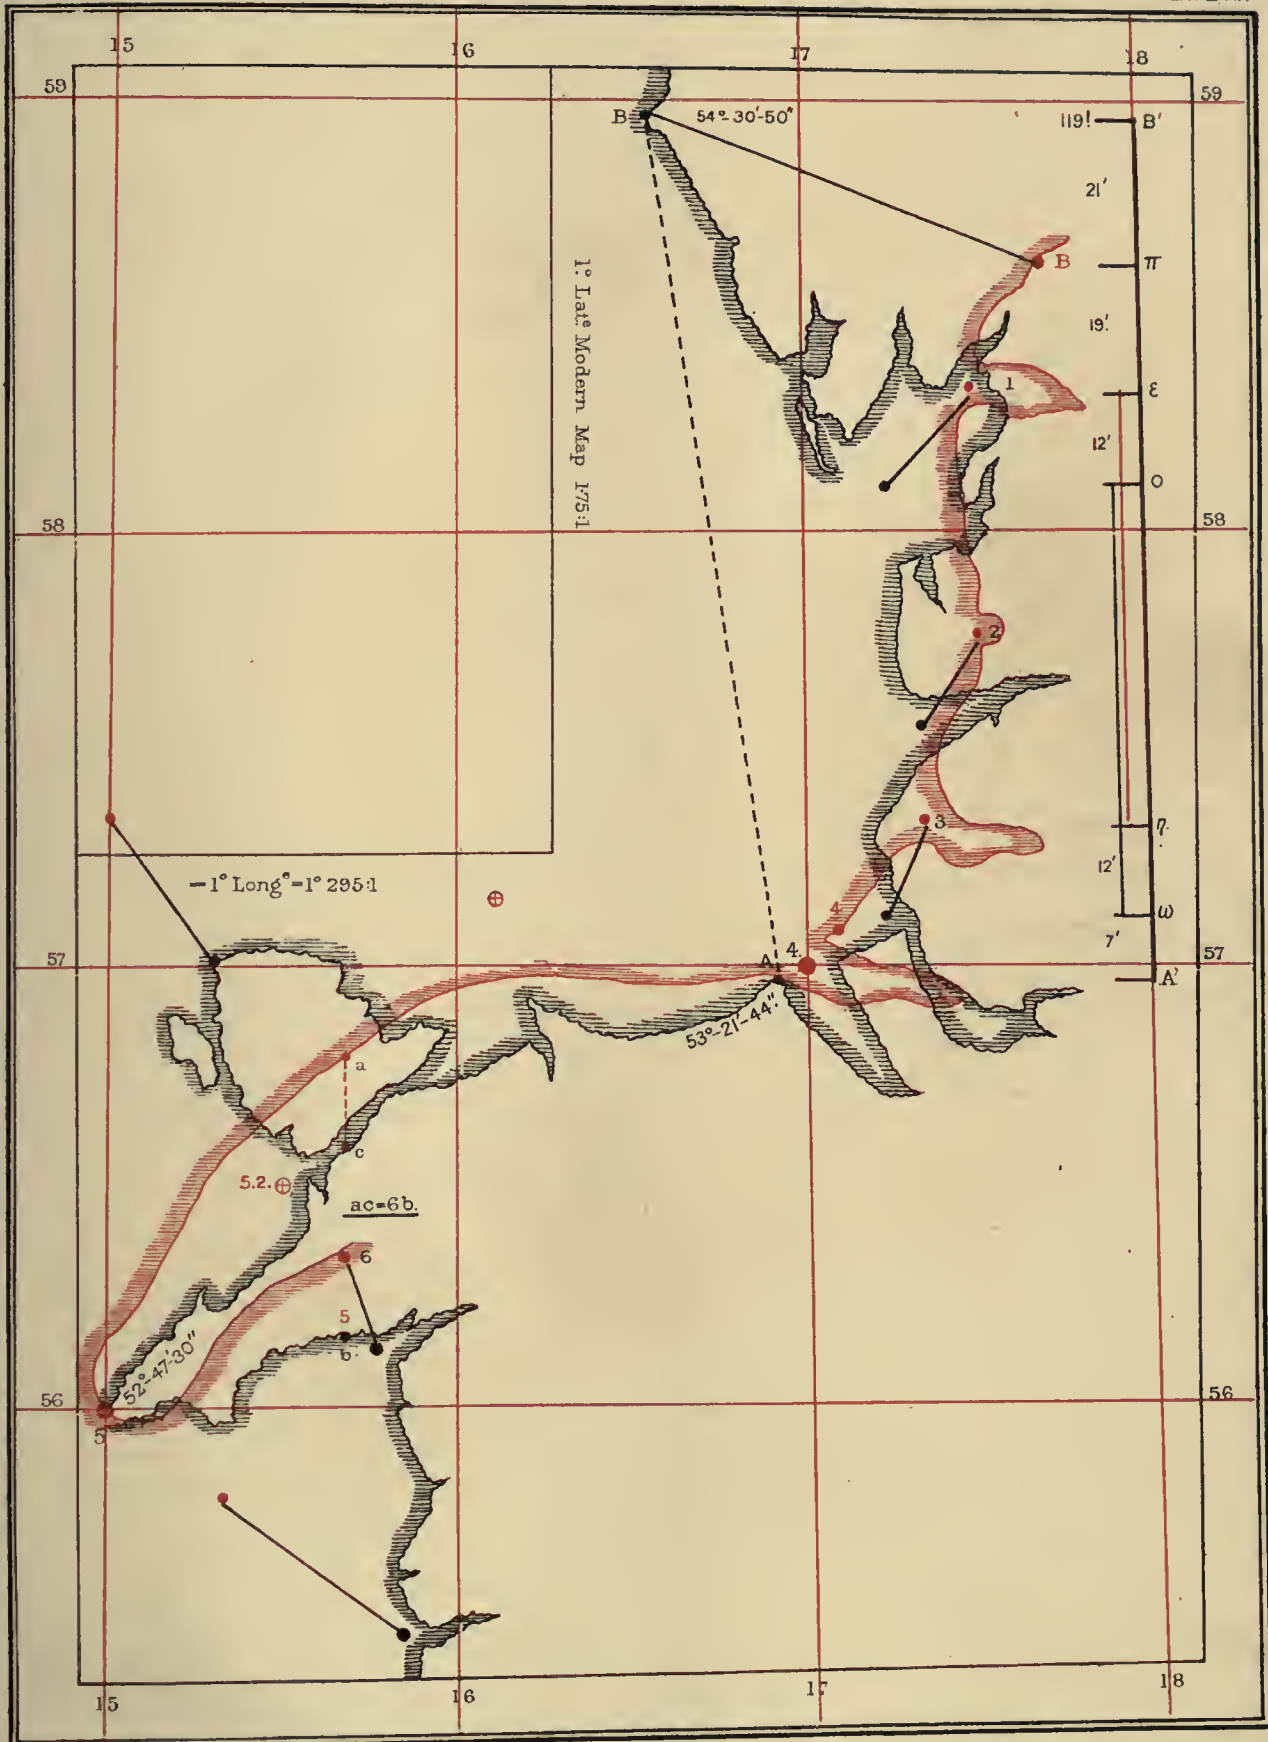 15 16 17 18
59 59
B 54°-30'-50" 119! B'
21'
B π
19!
1 ε
12'
1° Lat.e Modern Map 1·75:1
O
58 58
2
3 η.
-1° Longe-1° 295:1
12'
4 ω
4. 7'
57 A 57
A'
53°-21'-44"
a
c
5.2.
ac=6b.
6
5
b.
52°-47'-30"
56 56
5
15 16 17 18